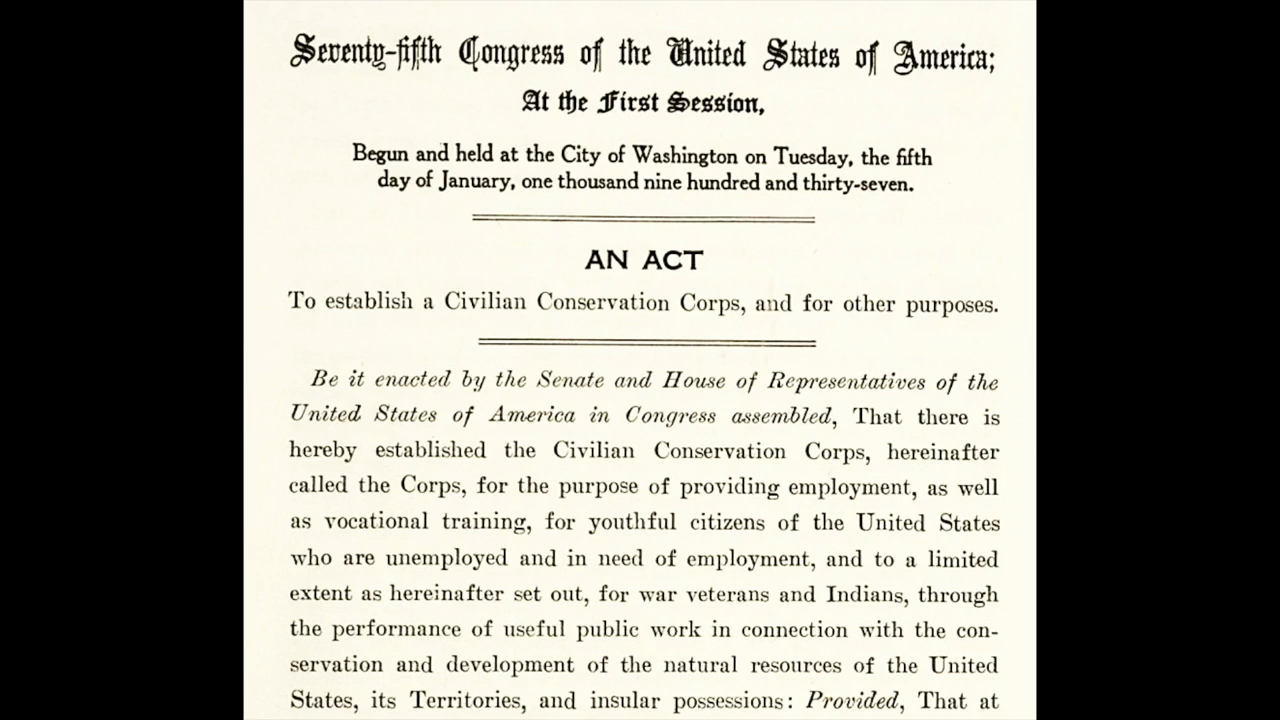 Seventy-fifth Congress of the United States of America;
At the First Session,
Begun and held at the City of Washington on Tuesday, the fifth
day of January, one thousand nine hundred and thirty-seven.
AN ACT
To establish a Civilian Conservation Corps, and for other purposes.
Be it enacted by the Senate and House of Representatives of the
United States of America in Congress assembled, That there is
hereby established the Civilian Conservation Corps, hereinafter
called the Corps, for the purpose of providing employment, as well
as vocational training, for youthful citizens of the United States
who are unemployed and in need of employment, and to a limited
extent as hereinafter set out, for war veterans and Indians, through
the performance of useful public work in connection with the con-
servation and development of the natural resources of the United
States, its Territories, and insular possessions: Provided, That at